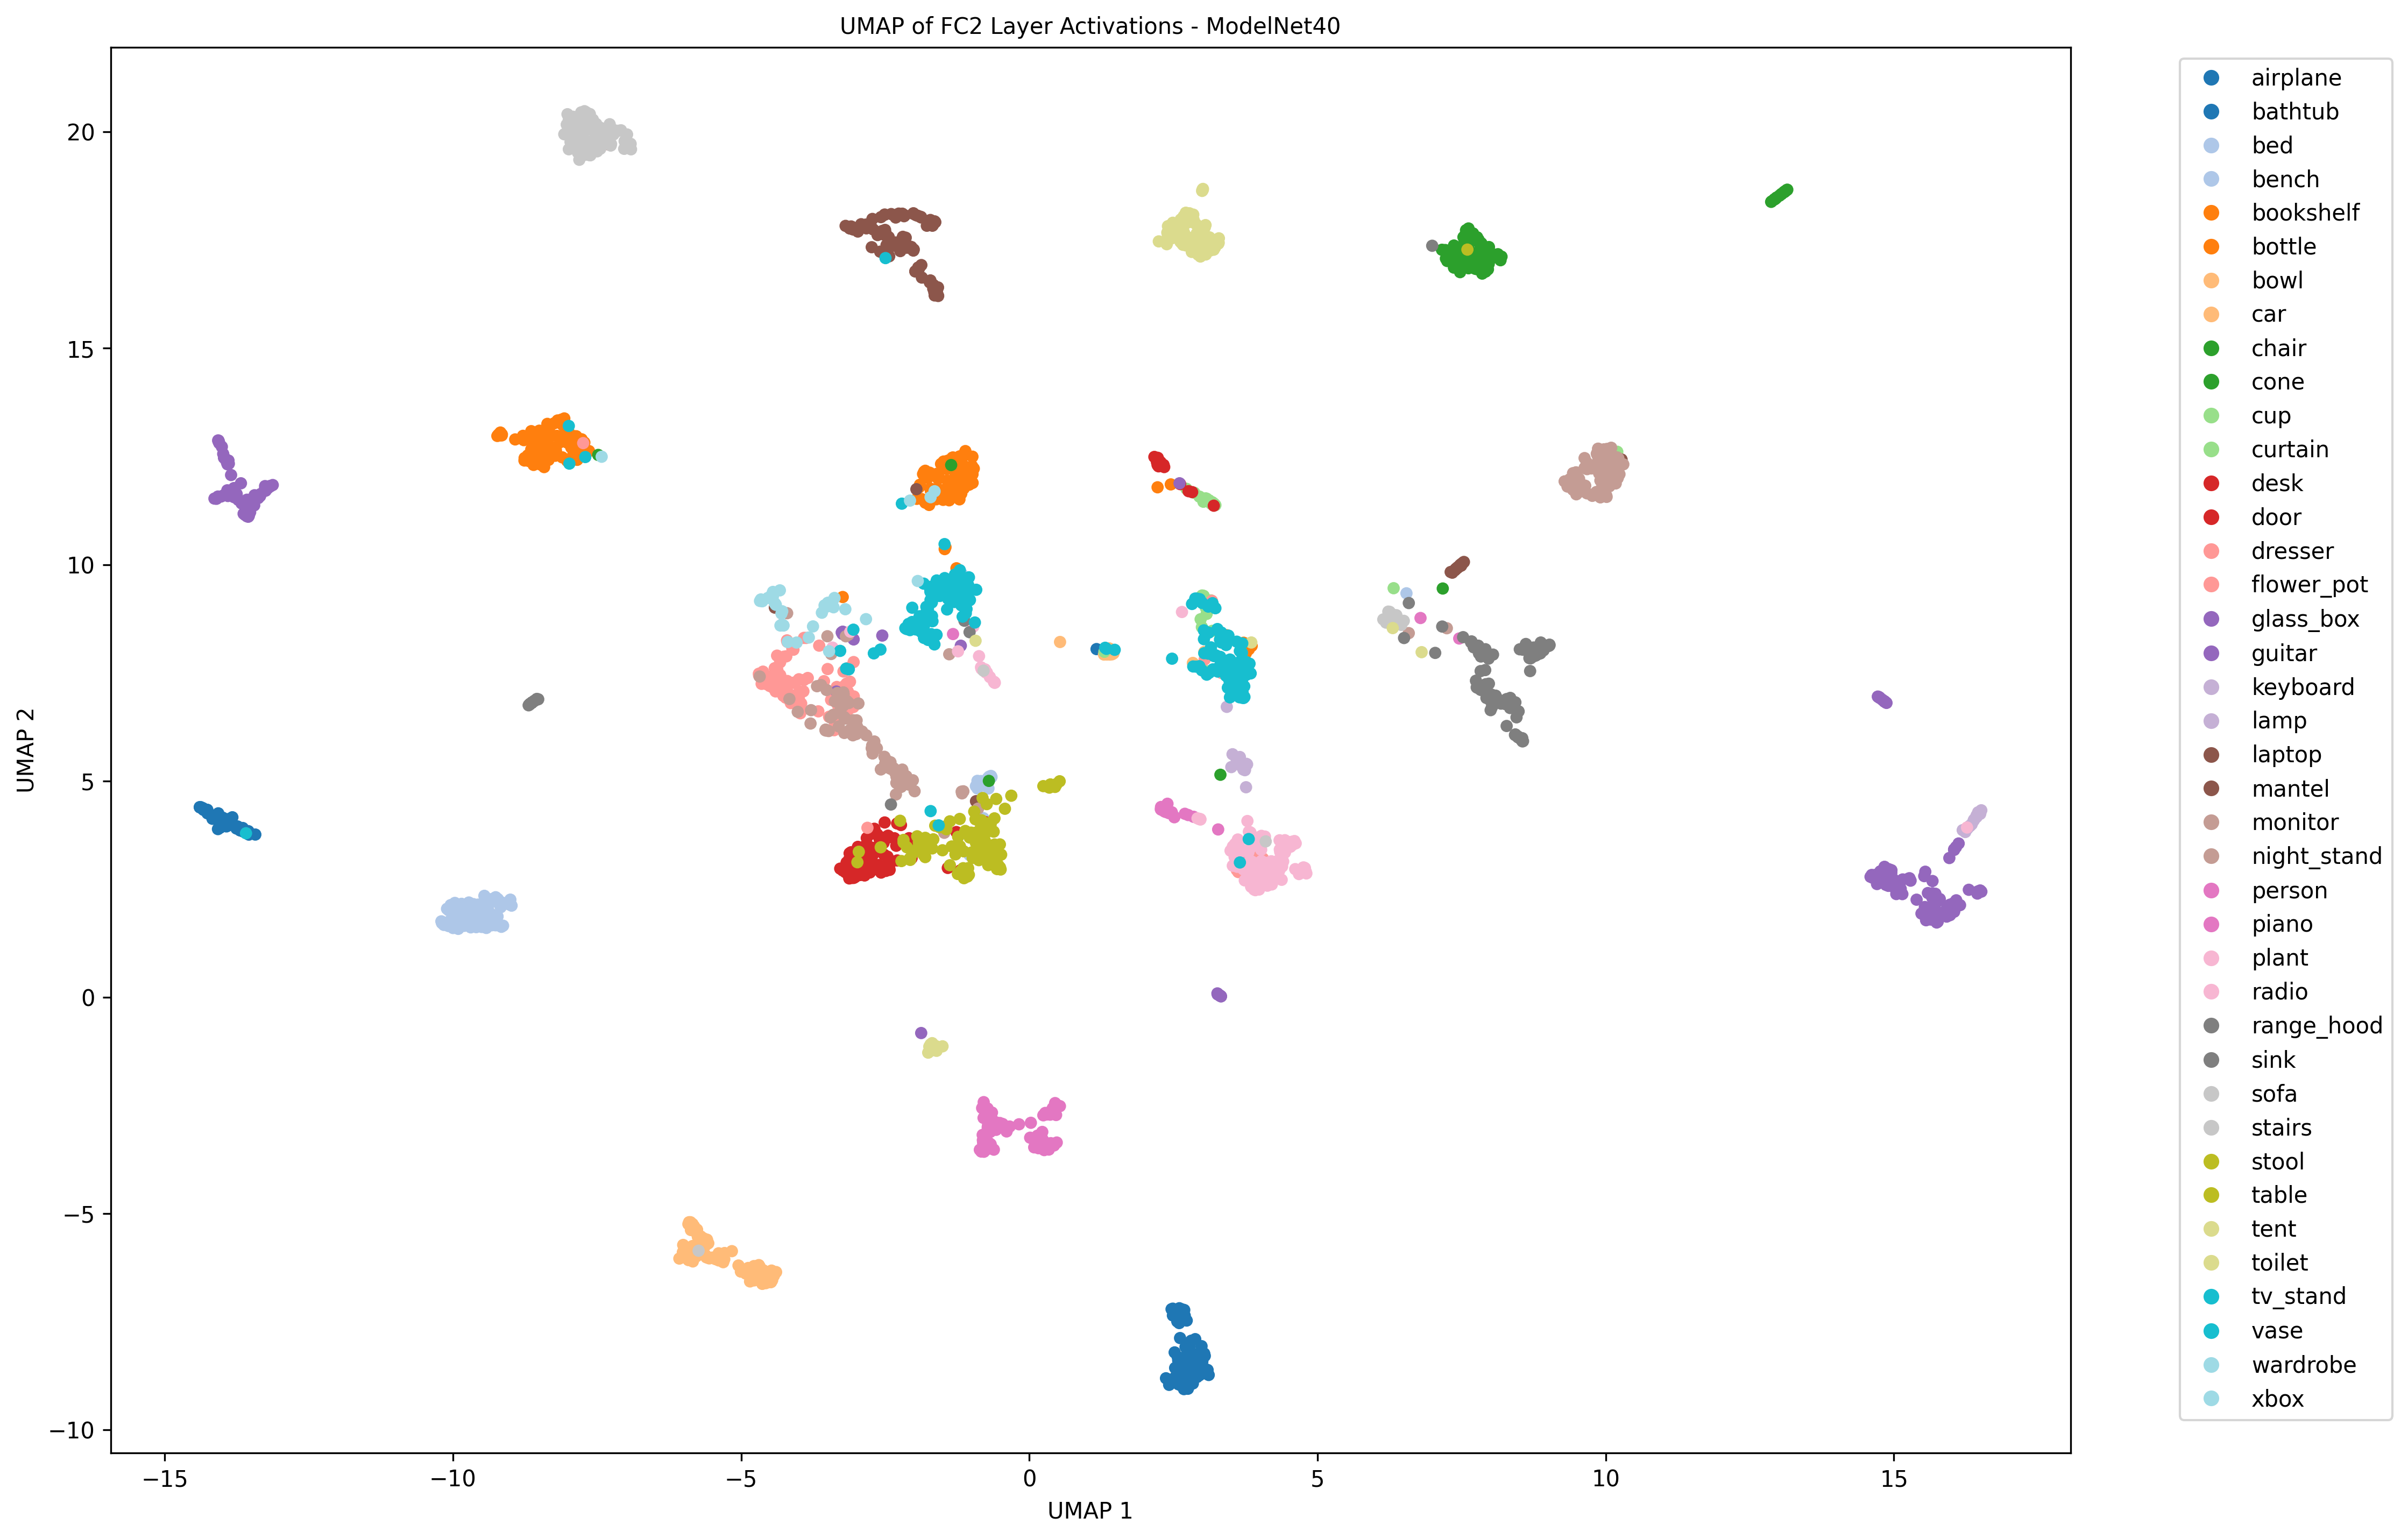 UMAP of FC2 Layer Activations - ModelNet40
20
15
10
5
0
−5
−10
UMAP 2
−15
−10
−5
0
5
10
15
UMAP 1
airplane
bathtub
bed
bench
bookshelf
bottle
bowl
car
chair
cone
cup
curtain
desk
door
dresser
flower_pot
glass_box
guitar
keyboard
lamp
laptop
mantel
monitor
night_stand
person
piano
plant
radio
range_hood
sink
sofa
stairs
stool
table
tent
toilet
tv_stand
vase
wardrobe
xbox